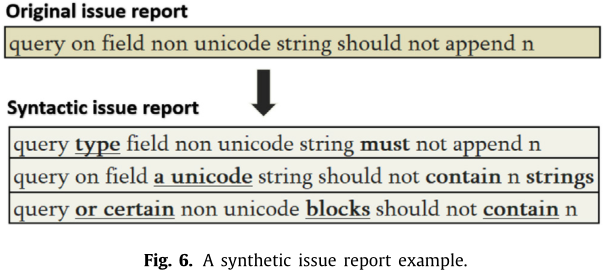 Original issue report
query on field non unicode string should not append n
Syntactic issue report
query type field non unicode string must not append n
query on field a unicode string should not contain n strings
query or certain non unicode blocks should not contain n
Fig. 6. A synthetic issue report example.